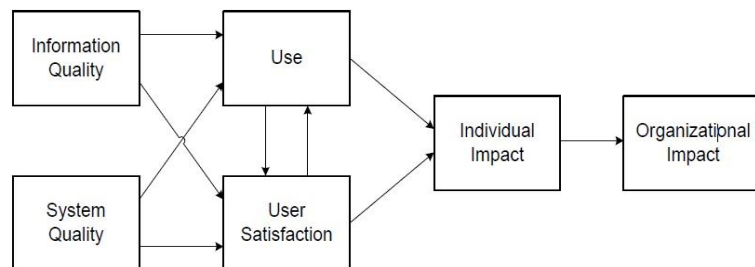 Information
Quality
Use
Individual
Impact
Organizational
Impact
System
Quality
User
Satisfaction